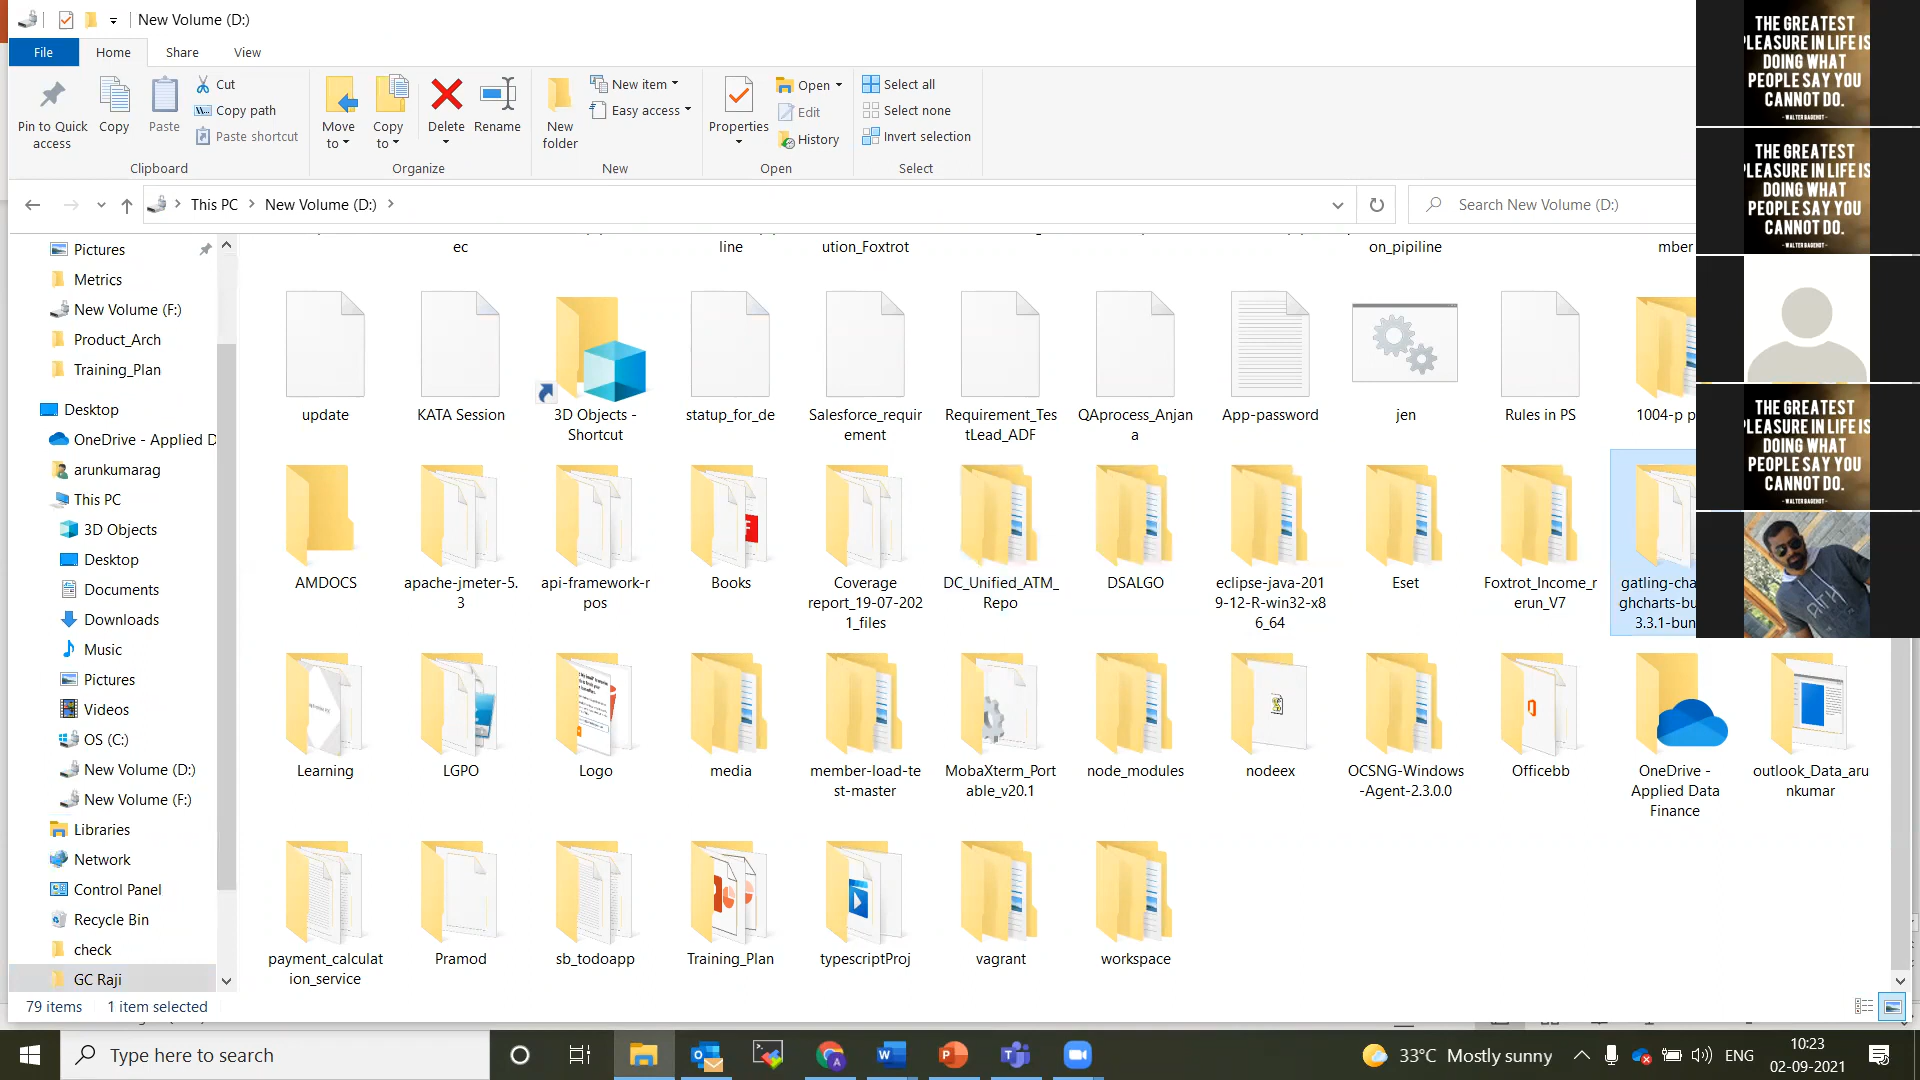 New Volume (D:)
File
Home
Share
View
Pin to Quick access
Copy
Paste
Cut
Copy path
Paste shortcut
Clipboard
Move to
Copy to
Delete
Rename
Organize
New folder
New item
Easy access
New
Properties
Open
Edit
History
Open
Select all
Select none
Invert selection
Select
This PC
New Volume (D:)
Search New Volume (D:)
Pictures
Metrics
New Volume (F:)
Product_Arch
Training_Plan
Desktop
OneDrive - Applied D
arunkumarag
This PC
3D Objects
Desktop
Documents
Downloads
Music
Pictures
Videos
OS (C:)
New Volume (D:)
New Volume (F:)
Libraries
Network
Control Panel
Recycle Bin
check
GC Raji
ec
line
ution_Foxtrot
on_pipiline
mber
update
KATA Session
3D Objects -
Shortcut
statup_for_de
Salesforce_requir
ement
Requirement_Tes
tLead_ADF
QAprocess_Anjan
a
App-password
jen
Rules in PS
1004-p p
AMDOCS
apache-jmeter-5.
3
api-framework-r
pos
Books
Coverage
report_19-07-202
1_files
DC_Unified_ATM_
Repo
DSALGO
eclipse-java-201
9-12-R-win32-x8
6_64
Eset
Foxtrot_Income_r
erun_V7
gatling-cha
ghcharts-bu
3.3.1-bun
Learning
LGPO
Logo
media
member-load-te
st-master
MobaXterm_Port
able_v20.1
node_modules
nodeex
OCSNG-Windows
-Agent-2.3.0.0
Officebb
OneDrive -
Applied Data
Finance
outlook_Data_aru
nkumar
payment_calculat
ion_service
Pramod
sb_todoapp
Training_Plan
typescriptProj
vagrant
workspace
79 items
1 item selected
THE GREATEST
PLEASURE IN LIFE IS
DOING WHAT
PEOPLE SAY YOU
CANNOT DO.
- WALTER BAGEHOT -
THE GREATEST
PLEASURE IN LIFE IS
DOING WHAT
PEOPLE SAY YOU
CANNOT DO.
- WALTER BAGEHOT -
THE GREATEST
PLEASURE IN LIFE IS
DOING WHAT
PEOPLE SAY YOU
CANNOT DO.
- WALTER BAGEHOT -
Type here to search
33°C Mostly sunny
ENG
10:23
02-09-2021